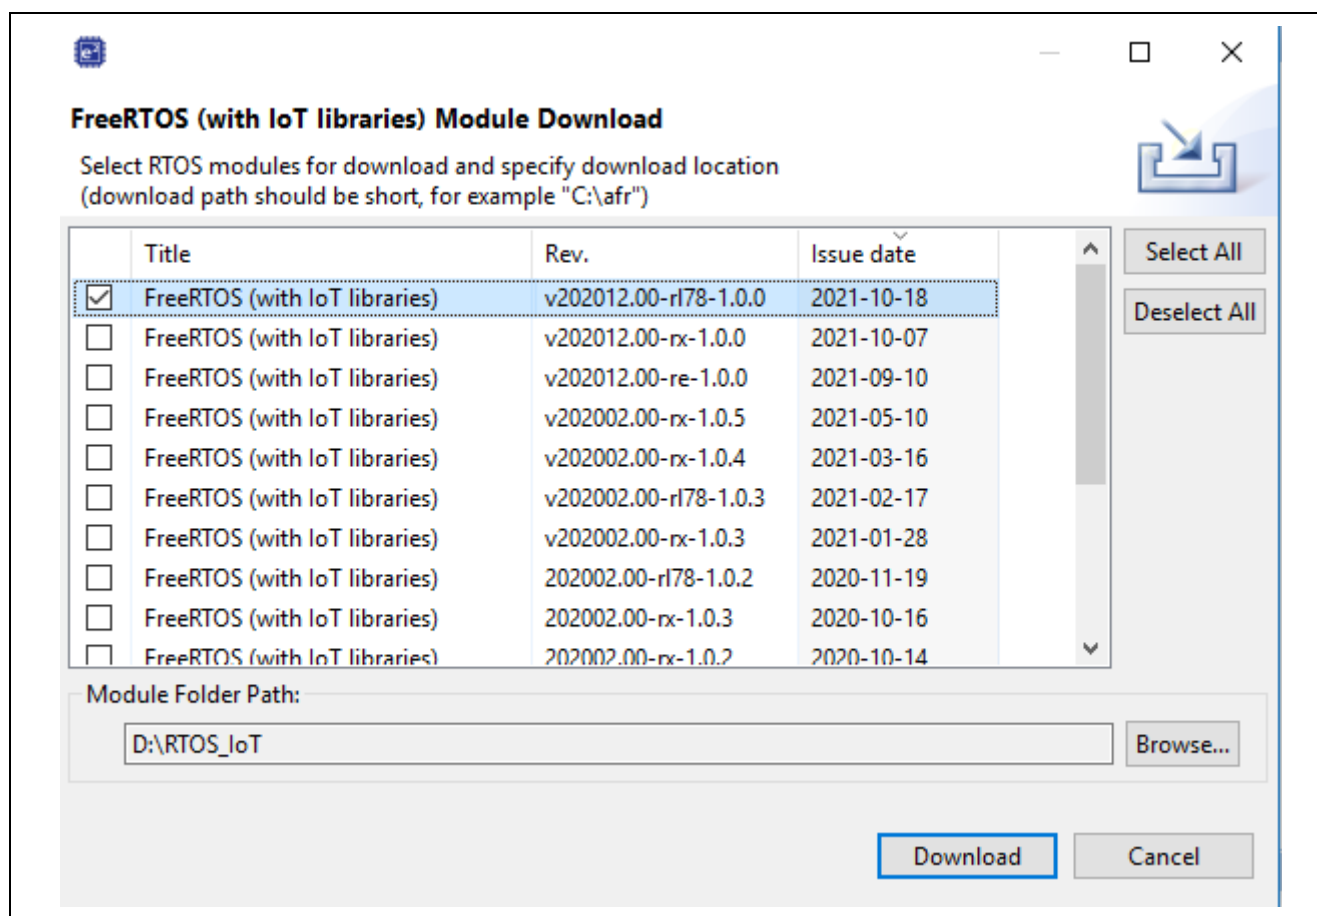 e²
FreeRTOS (with IoT libraries) Module Download
Select RTOS modules for download and specify download location
(download path should be short, for example "C:\afr")
Title Rev. Issue date
FreeRTOS (with IoT libraries) v202012.00-rl78-1.0.0 2021-10-18
FreeRTOS (with IoT libraries) v202012.00-rx-1.0.0 2021-10-07
FreeRTOS (with IoT libraries) v202012.00-re-1.0.0 2021-09-10
FreeRTOS (with IoT libraries) v202002.00-rx-1.0.5 2021-05-10
FreeRTOS (with IoT libraries) v202002.00-rx-1.0.4 2021-03-16
FreeRTOS (with IoT libraries) v202002.00-rl78-1.0.3 2021-02-17
FreeRTOS (with IoT libraries) v202002.00-rx-1.0.3 2021-01-28
FreeRTOS (with IoT libraries) 202002.00-rl78-1.0.2 2020-11-19
FreeRTOS (with IoT libraries) 202002.00-rx-1.0.3 2020-10-16
FreeRTOS (with IoT libraries) 202002.00-rx-1.0.2 2020-10-14
Select All
Deselect All
Module Folder Path:
D:\RTOS_IoT Browse...
Download Cancel